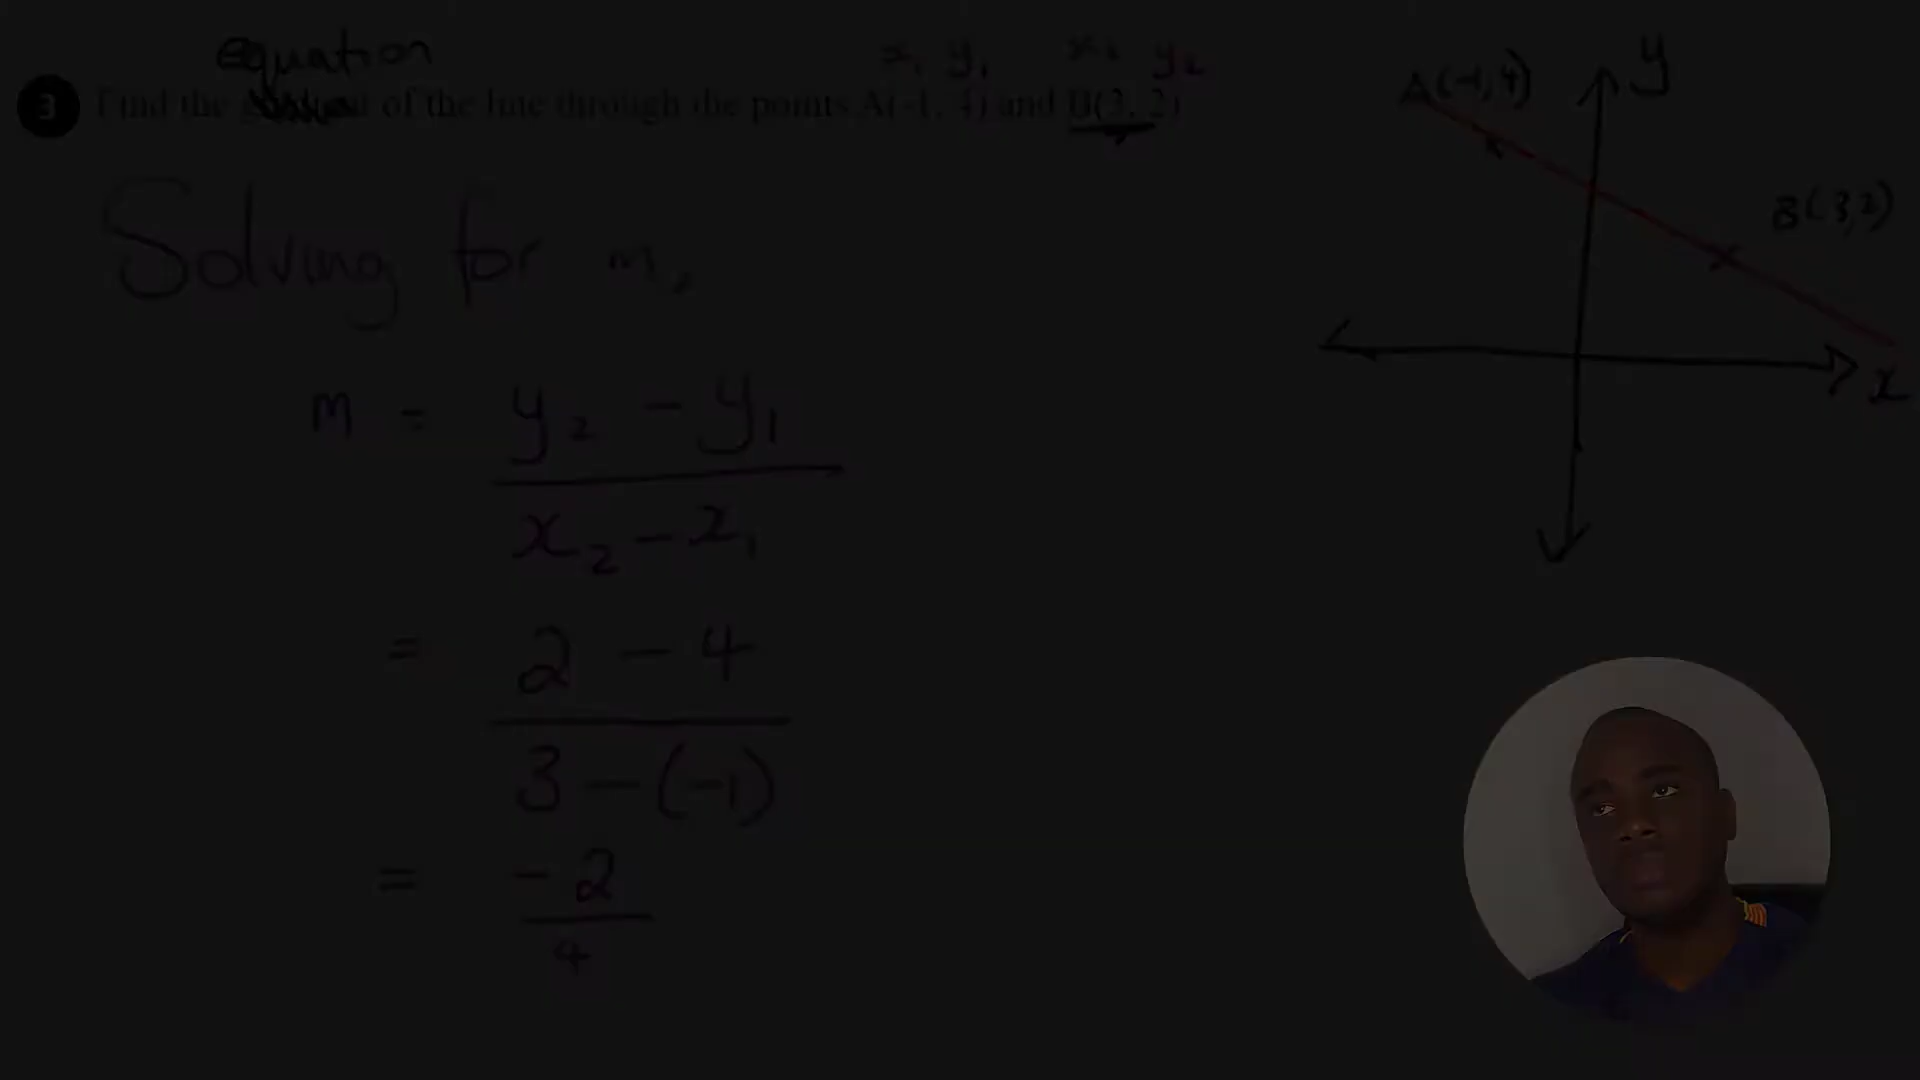 equation
x₁ y₁ x₂ y₂
3 Find the of the line through the points A(-1, 4) and B(3, 2)
A(-1,4)
y
B(3,2)
x
Solving for m,
m = y₂ - y₁
x₂ - x₁
= 2 - 4
3 - (-1)
= -2
4